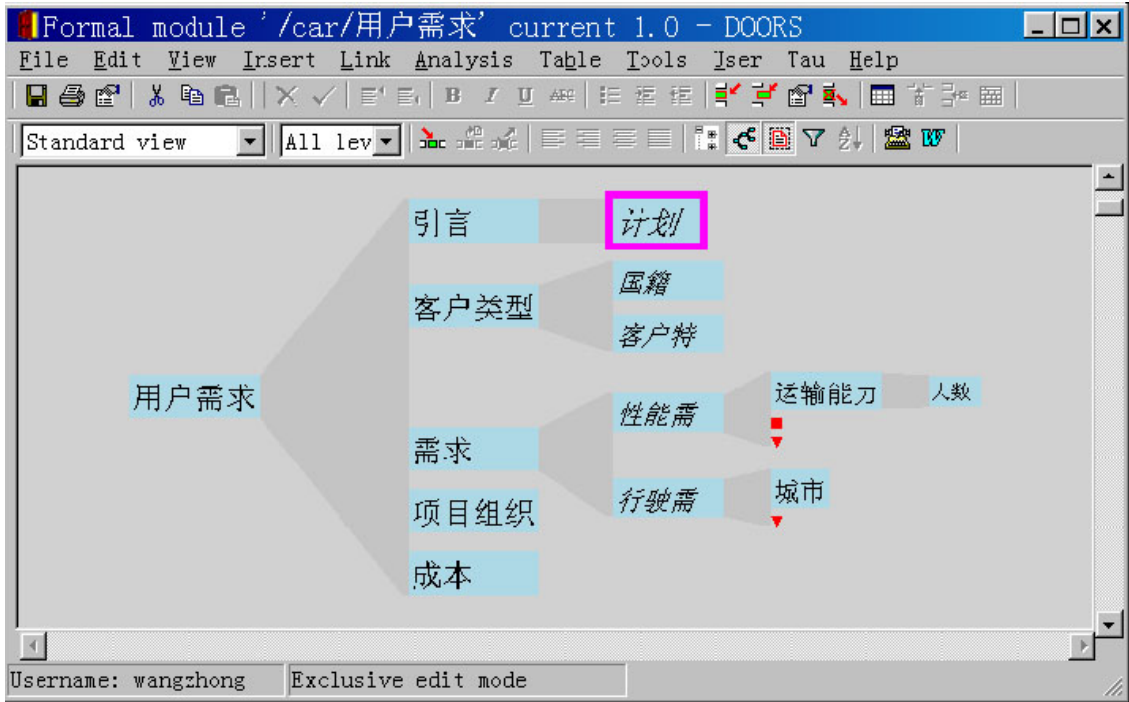 Formal module '/car/用户需求' current 1.0 - DOORS
File Edit View Insert Link Analysis Table Tools User Tau Help
B I U ABC
Standard view All lev W
引言 计划
国籍
客户类型
客户特
运输能力 人数
用户需求 性能需
需求
城市
行驶需
项目组织
成本
Username: wangzhong Exclusive edit mode